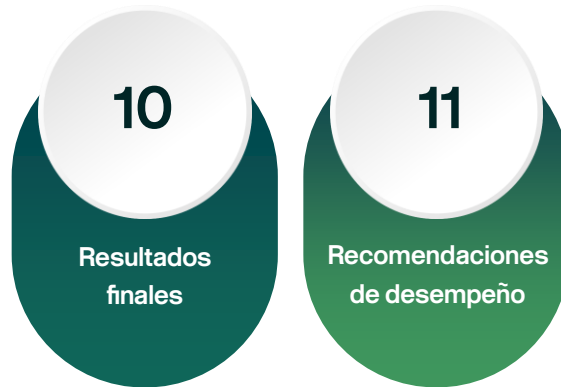 10
Resultados
finales
11
Recomendaciones
de desempeño